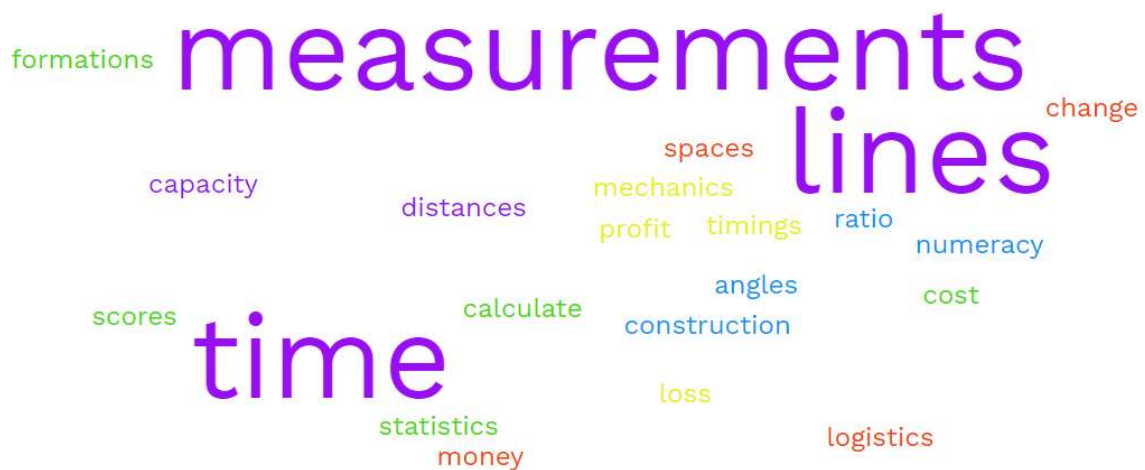 measurements
formations
lines
change
spaces
capacity
mechanics
distances
ratio
profit
timings
numeracy
angles
cost
calculate
scores
construction
time
loss
statistics
logistics
money